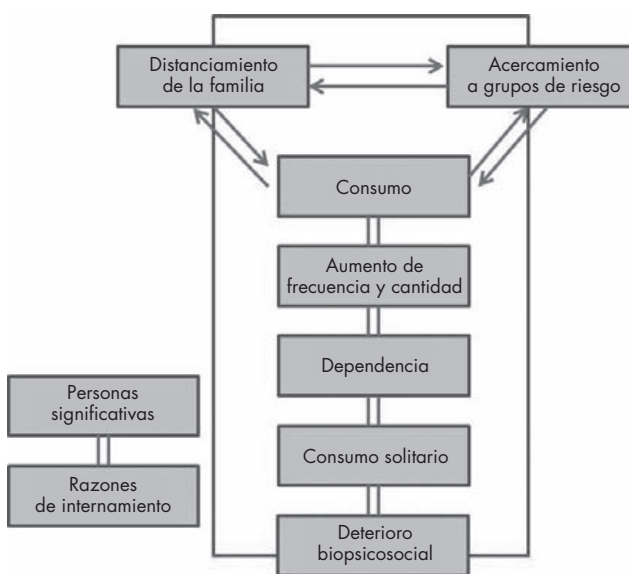 Distanciamiento
de la familia
Acercamiento
a grupos de riesgo
Consumo
Aumento de
frecuencia y cantidad
Dependencia
Personas
significativas
Consumo solitario
Razones
de internamiento
Deterioro
biopsicosocial